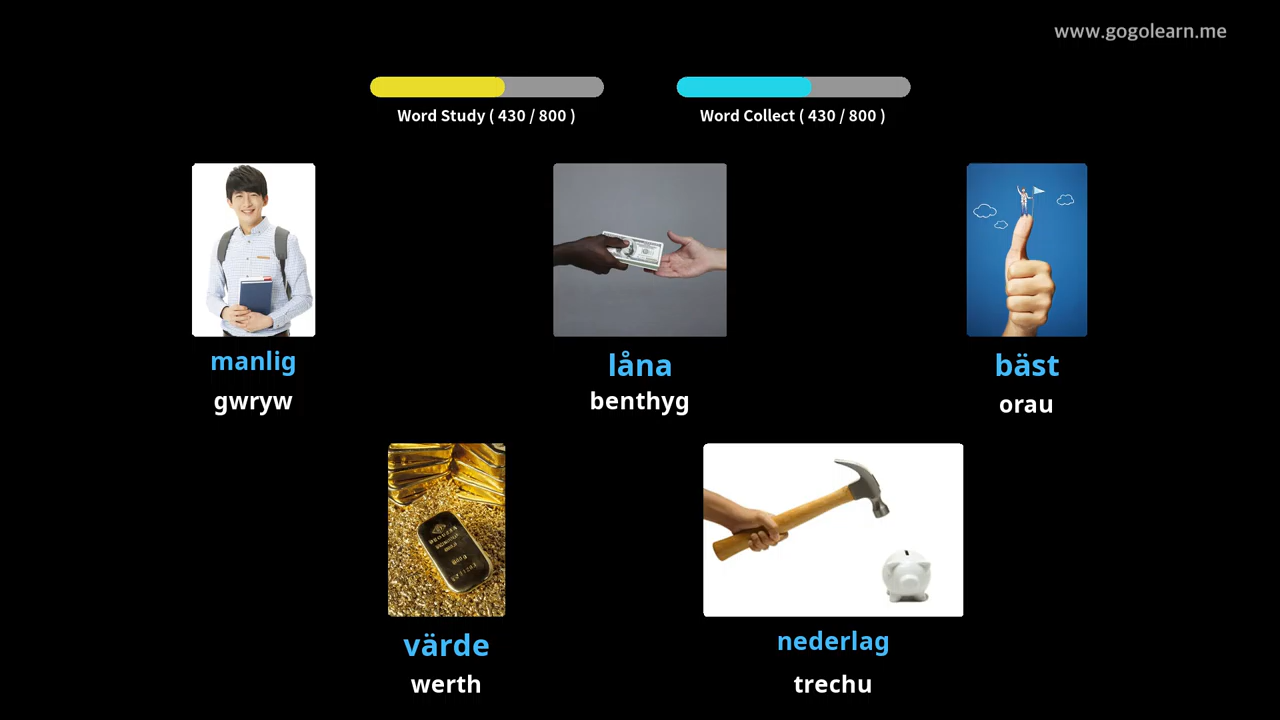 www.gogolearn.me
Word Study ( 430 / 800 )
Word Collect ( 430 / 800 )
manlig
låna
bäst
gwryw
benthyg
orau
värde
nederlag
werth
trechu